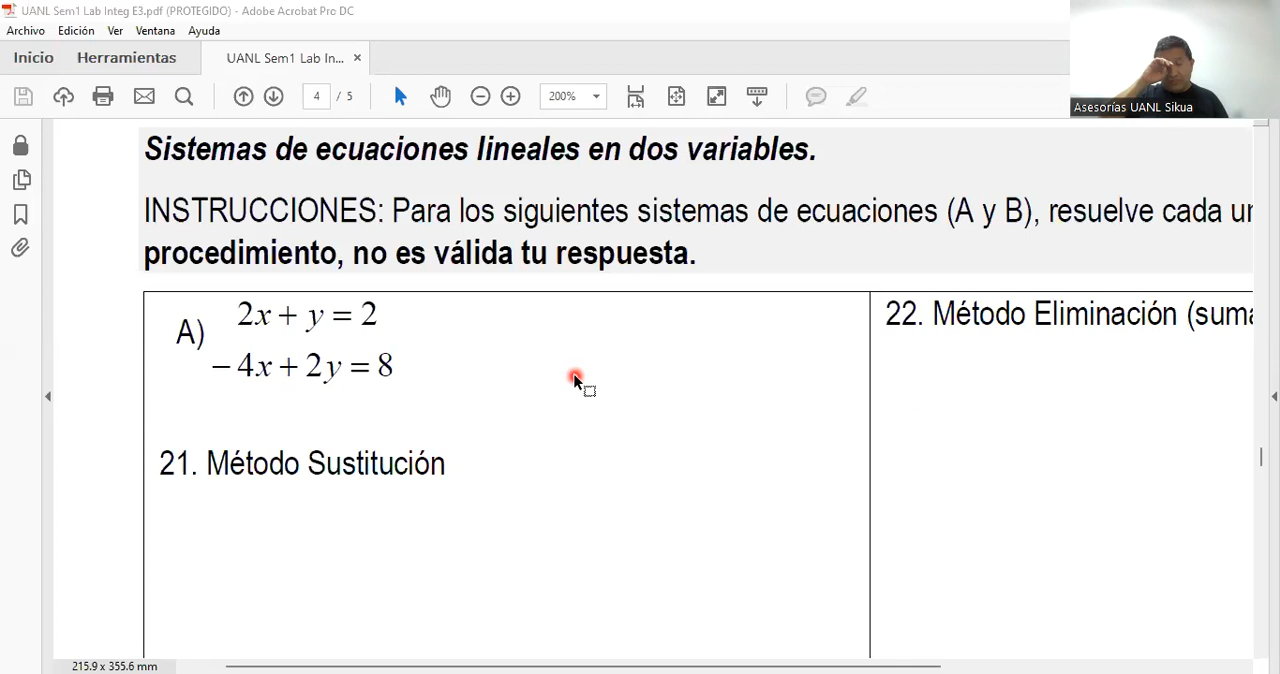 UANL Sem1 Lab Integ E3.pdf (PROTEGIDO) - Adobe Acrobat Pro DC
Archivo Edición Ver Ventana Ayuda
Inicio Herramientas UANL Sem1 Lab In... ×
4 / 5 200%
Asesorías UANL Sikua
Sistemas de ecuaciones lineales en dos variables.
INSTRUCCIONES: Para los siguientes sistemas de ecuaciones (A y B), resuelve cada un
procedimiento, no es válida tu respuesta.
A) 2x + y = 2
− 4x + 2y = 8
21. Método Sustitución
22. Método Eliminación (suma
215.9 x 355.6 mm